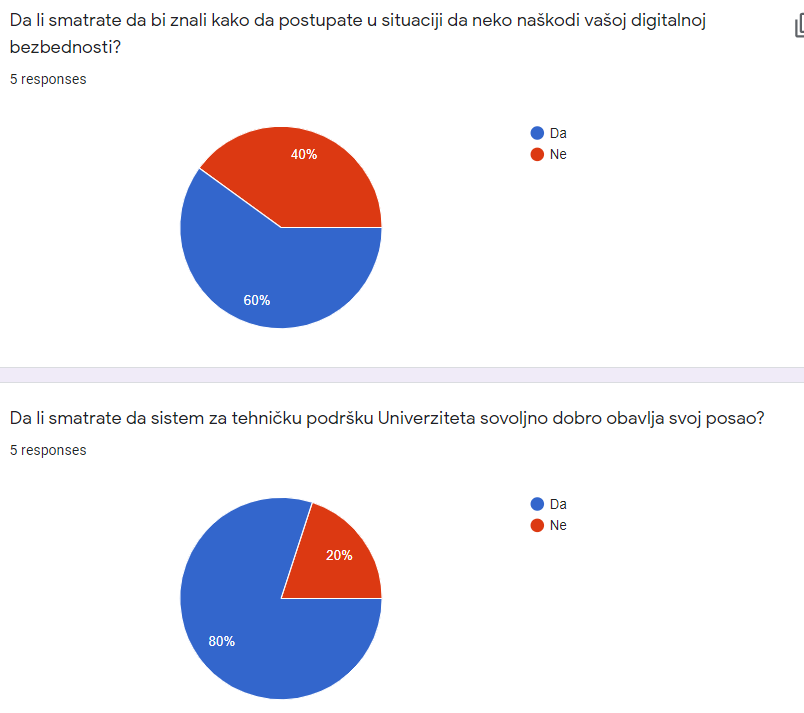 Da li smatrate da bi znali kako da postupate u situaciji da neko naškodi vašoj digitalnoj
bezbednosti?
5 responses
40%
60%
Da
Ne
Da li smatrate da sistem za tehničku podršku Univerziteta sovoljno dobro obavlja svoj posao?
5 responses
20%
80%
Da
Ne